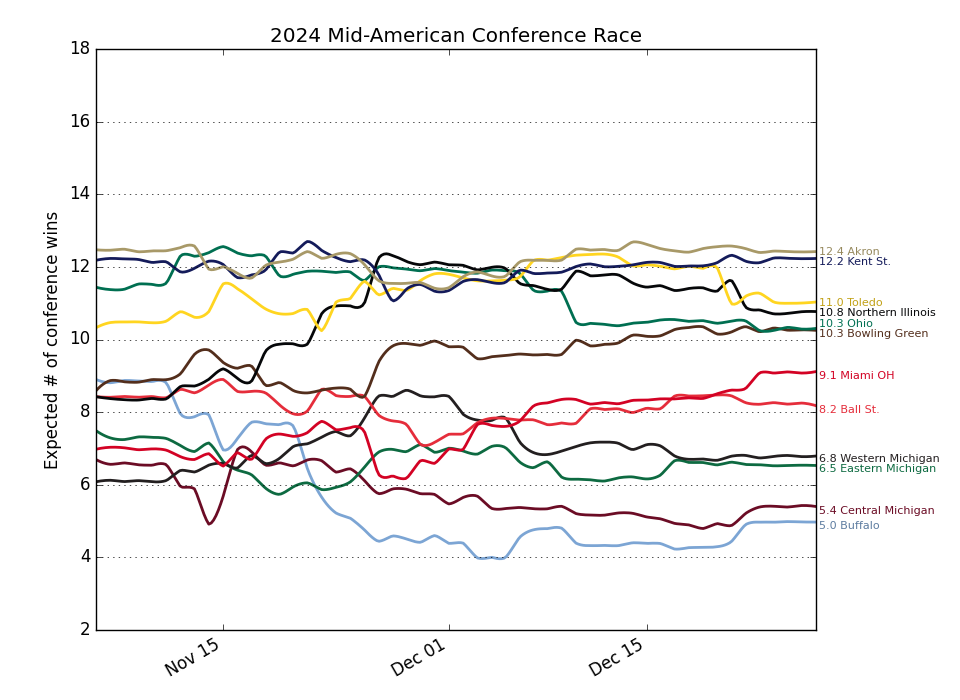 2024 Mid-American Conference Race
Expected # of conference wins
18
16
14
12
10
8
6
4
2
Nov 15
Dec 01
Dec 15
12.4 Akron
12.2 Kent St.
11.0 Toledo
10.8 Northern Illinois
10.3 Ohio
10.3 Bowling Green
9.1 Miami OH
8.2 Ball St.
6.8 Western Michigan
6.5 Eastern Michigan
5.4 Central Michigan
5.0 Buffalo